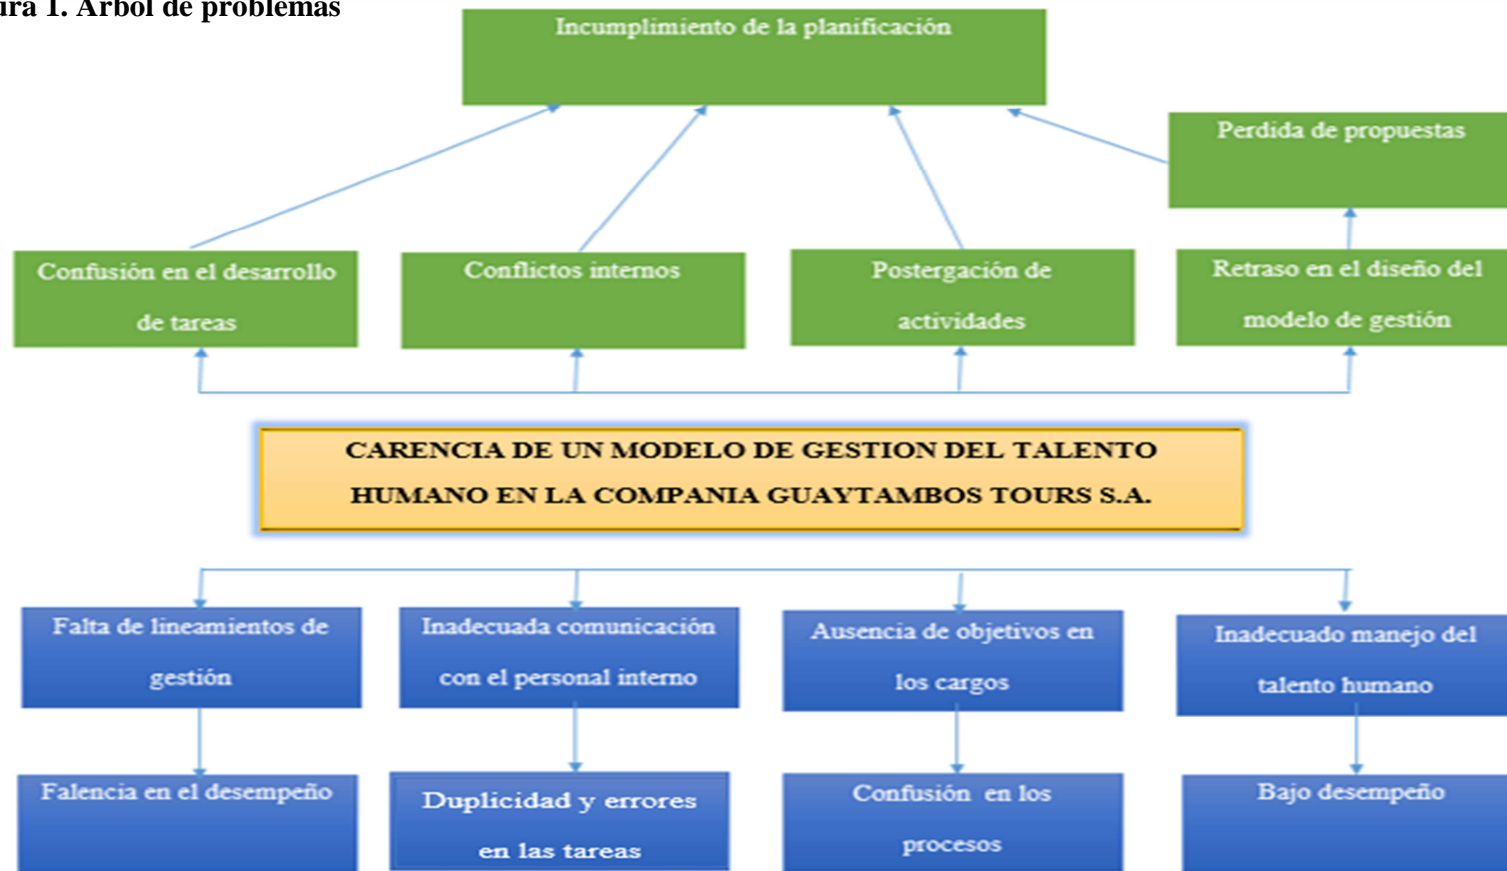 ura 1. Árbol de problemas
Incumplimiento de la planificación
Perdida de propuestas
Confusión en el desarrollo
de tareas
Conflictos internos
Postergación de
actividades
Retraso en el diseño del
modelo de gestión
CARENCIA DE UN MODELO DE GESTION DEL TALENTO
HUMANO EN LA COMPANIA GUAYTAMBOS TOURS S.A.
Falta de lineamientos de
gestión
Inadecuada comunicación
con el personal interno
Ausencia de objetivos en
los cargos
Inadecuado manejo del
talento humano
Falencia en el desempeño
Duplicidad y errores
en las tareas
Confusión en los
procesos
Bajo desempeño